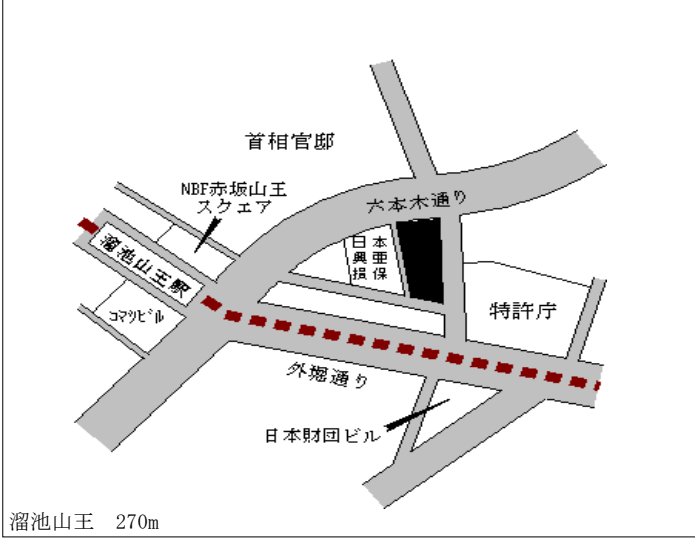 首相官邸
NBF赤坂山王
スクェア
六本木通り
日本
興亜
損保
溜池山王駅
コマツビル
特許庁
外堀通り
日本財団ビル
溜池山王 270m